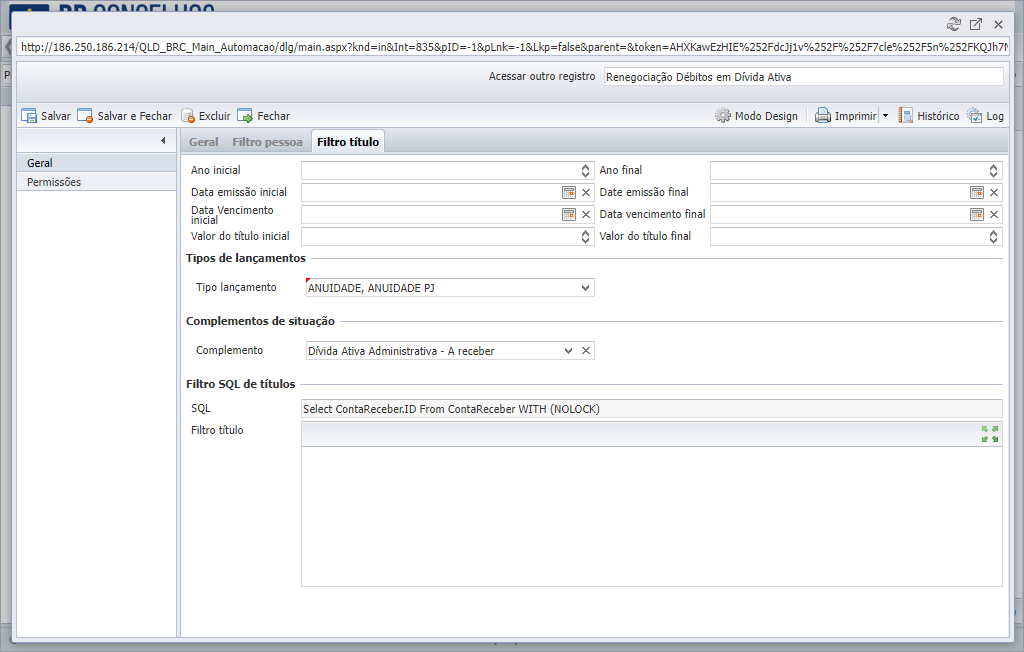 BR CONSELHOS
http://186.250.186.214/QLD_BRC_Main_Automacao/dlg/main.aspx?knd=in&Int=835&pID=-1&pLnk=-1&Lkp=false&parent=&token=AHXKawEzHIE%252FdcJj1v%252F%252F7cle%252F5n%252FKQJh7N
Acessar outro registro Renegociação Débitos em Dívida Ativa
Salvar Salvar e Fechar Excluir Fechar Modo Design Imprimir Histórico Log
Geral
Permissões
Geral Filtro pessoa Filtro título
Ano inicial Ano final
Data emissão inicial Date emissão final
Data Vencimento
inicial Data vencimento final
Valor do título inicial Valor do título final
Tipos de lançamentos
Tipo lançamento ANUIDADE, ANUIDADE PJ
Complementos de situação
Complemento Dívida Ativa Administrativa - A receber
Filtro SQL de títulos
SQL Select ContaReceber.ID From ContaReceber WITH (NOLOCK)
Filtro título